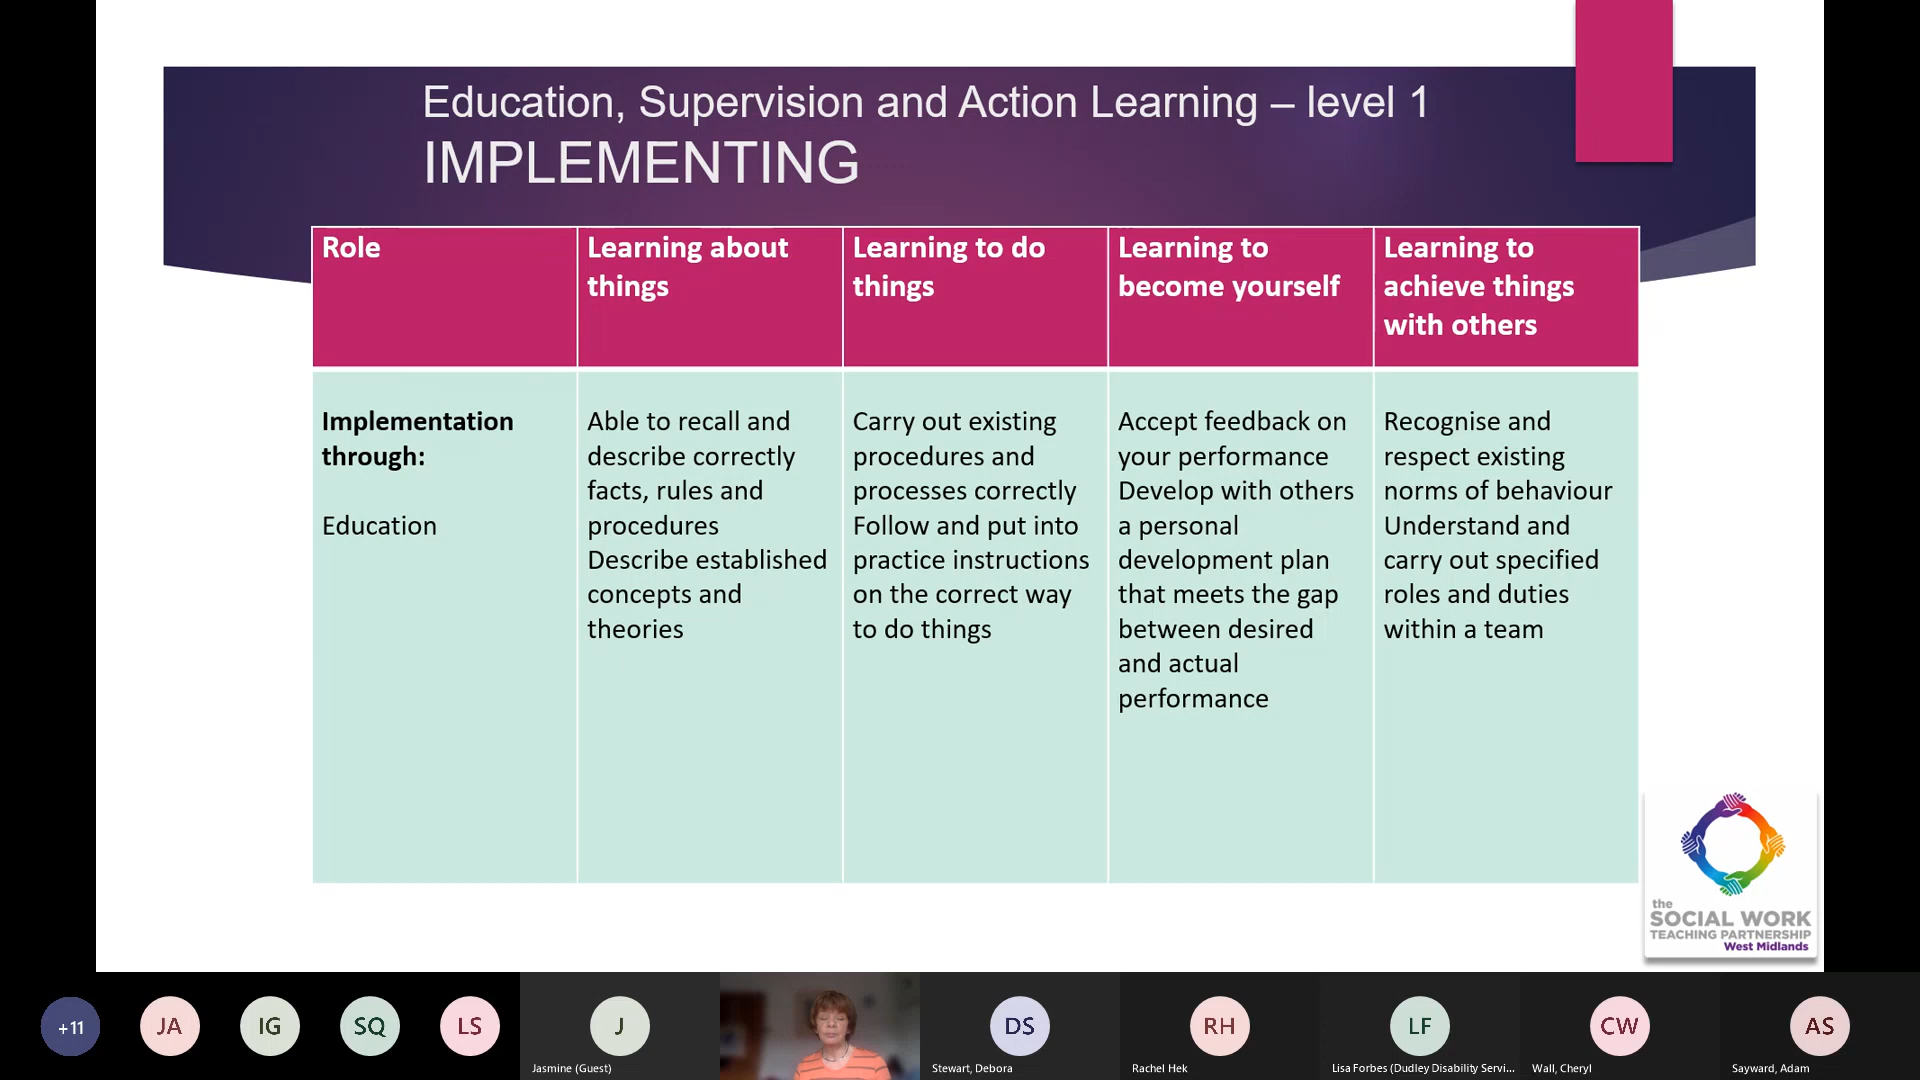 Education, Supervision and Action Learning – level 1
IMPLEMENTING
Role
Learning about
things
Learning to do
things
Learning to
become yourself
Learning to
achieve things
with others
Implementation
through:
Education
Able to recall and
describe correctly
facts, rules and
procedures
Describe established
concepts and
theories
Carry out existing
procedures and
processes correctly
Follow and put into
practice instructions
on the correct way
to do things
Accept feedback on
your performance
Develop with others
a personal
development plan
that meets the gap
between desired
and actual
performance
Recognise and
respect existing
norms of behaviour
Understand and
carry out specified
roles and duties
within a team
the
SOCIAL WORK
TEACHING PARTNERSHIP
West Midlands
+11
JA
IG
SQ
LS
J
Jasmine (Guest)
DS
Stewart, Debora
RH
Rachel Hek
LF
Lisa Forbes (Dudley Disability Servi...
CW
Wall, Cheryl
AS
Sayward, Adam